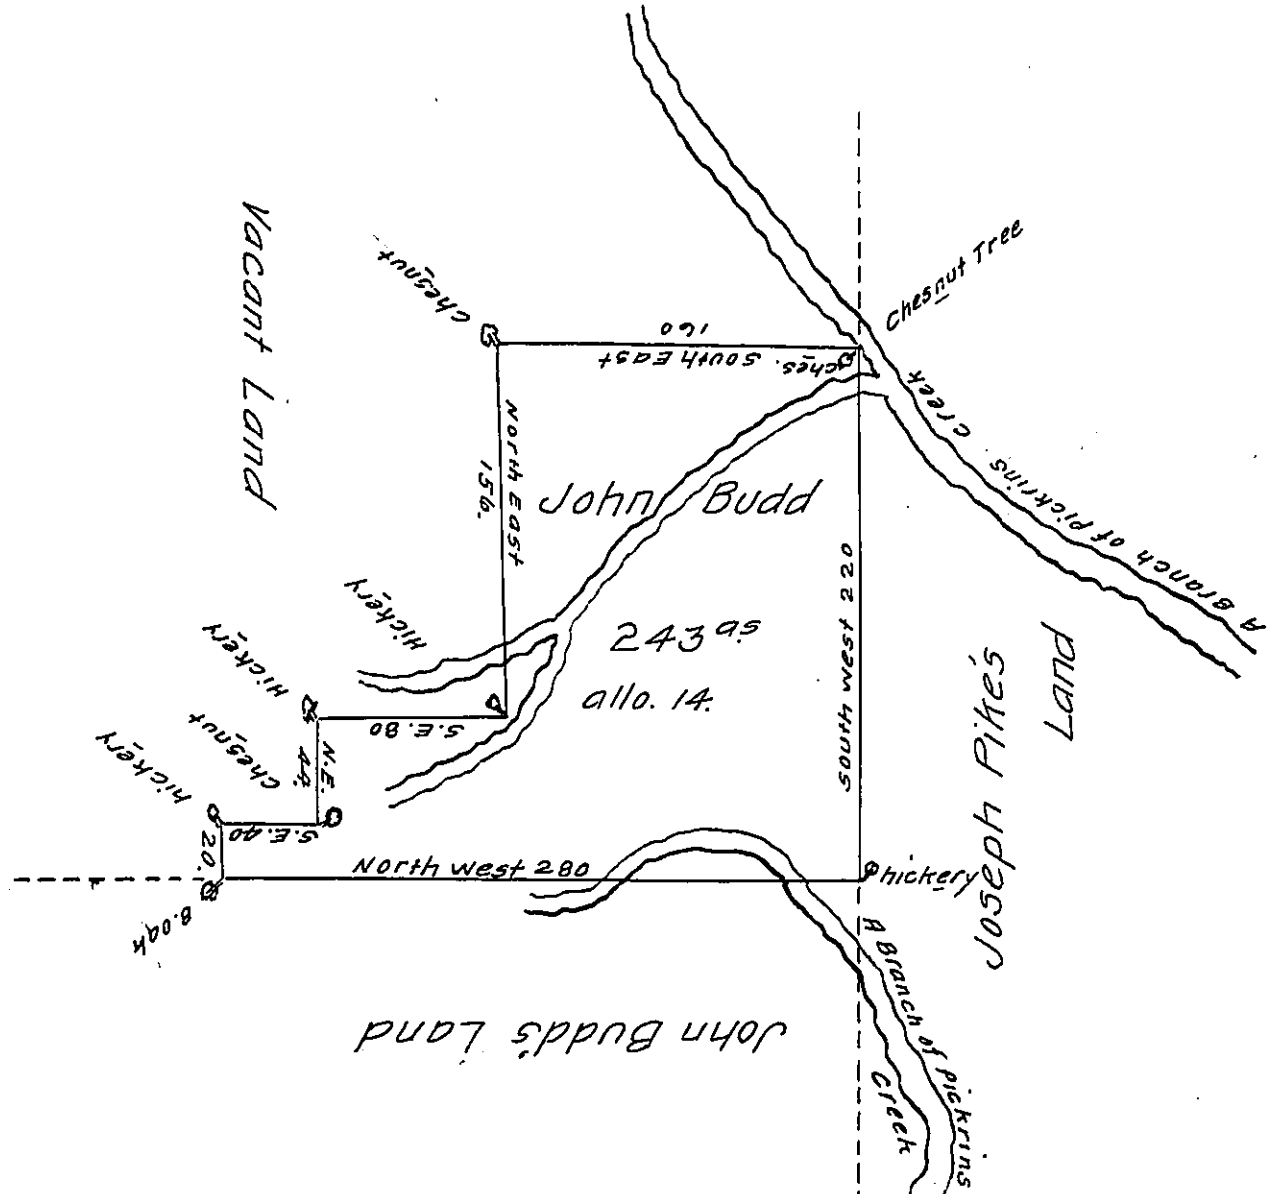 Vacant Land
Chesnut
160
South East
ches.
Chesnut Tree
A Branch of Pickrins Creek
North East
156.
John Budd
243 as
allo. 14.
South West 220
Joseph Pike's
Land
Hickery
Hickery
S.E. 80
N.E.
44.
Chesnut
hickery
S.E. 40
20.
B. oak
North West 280
hickery
A Branch of Pickrins
Creek
John Budd's Land